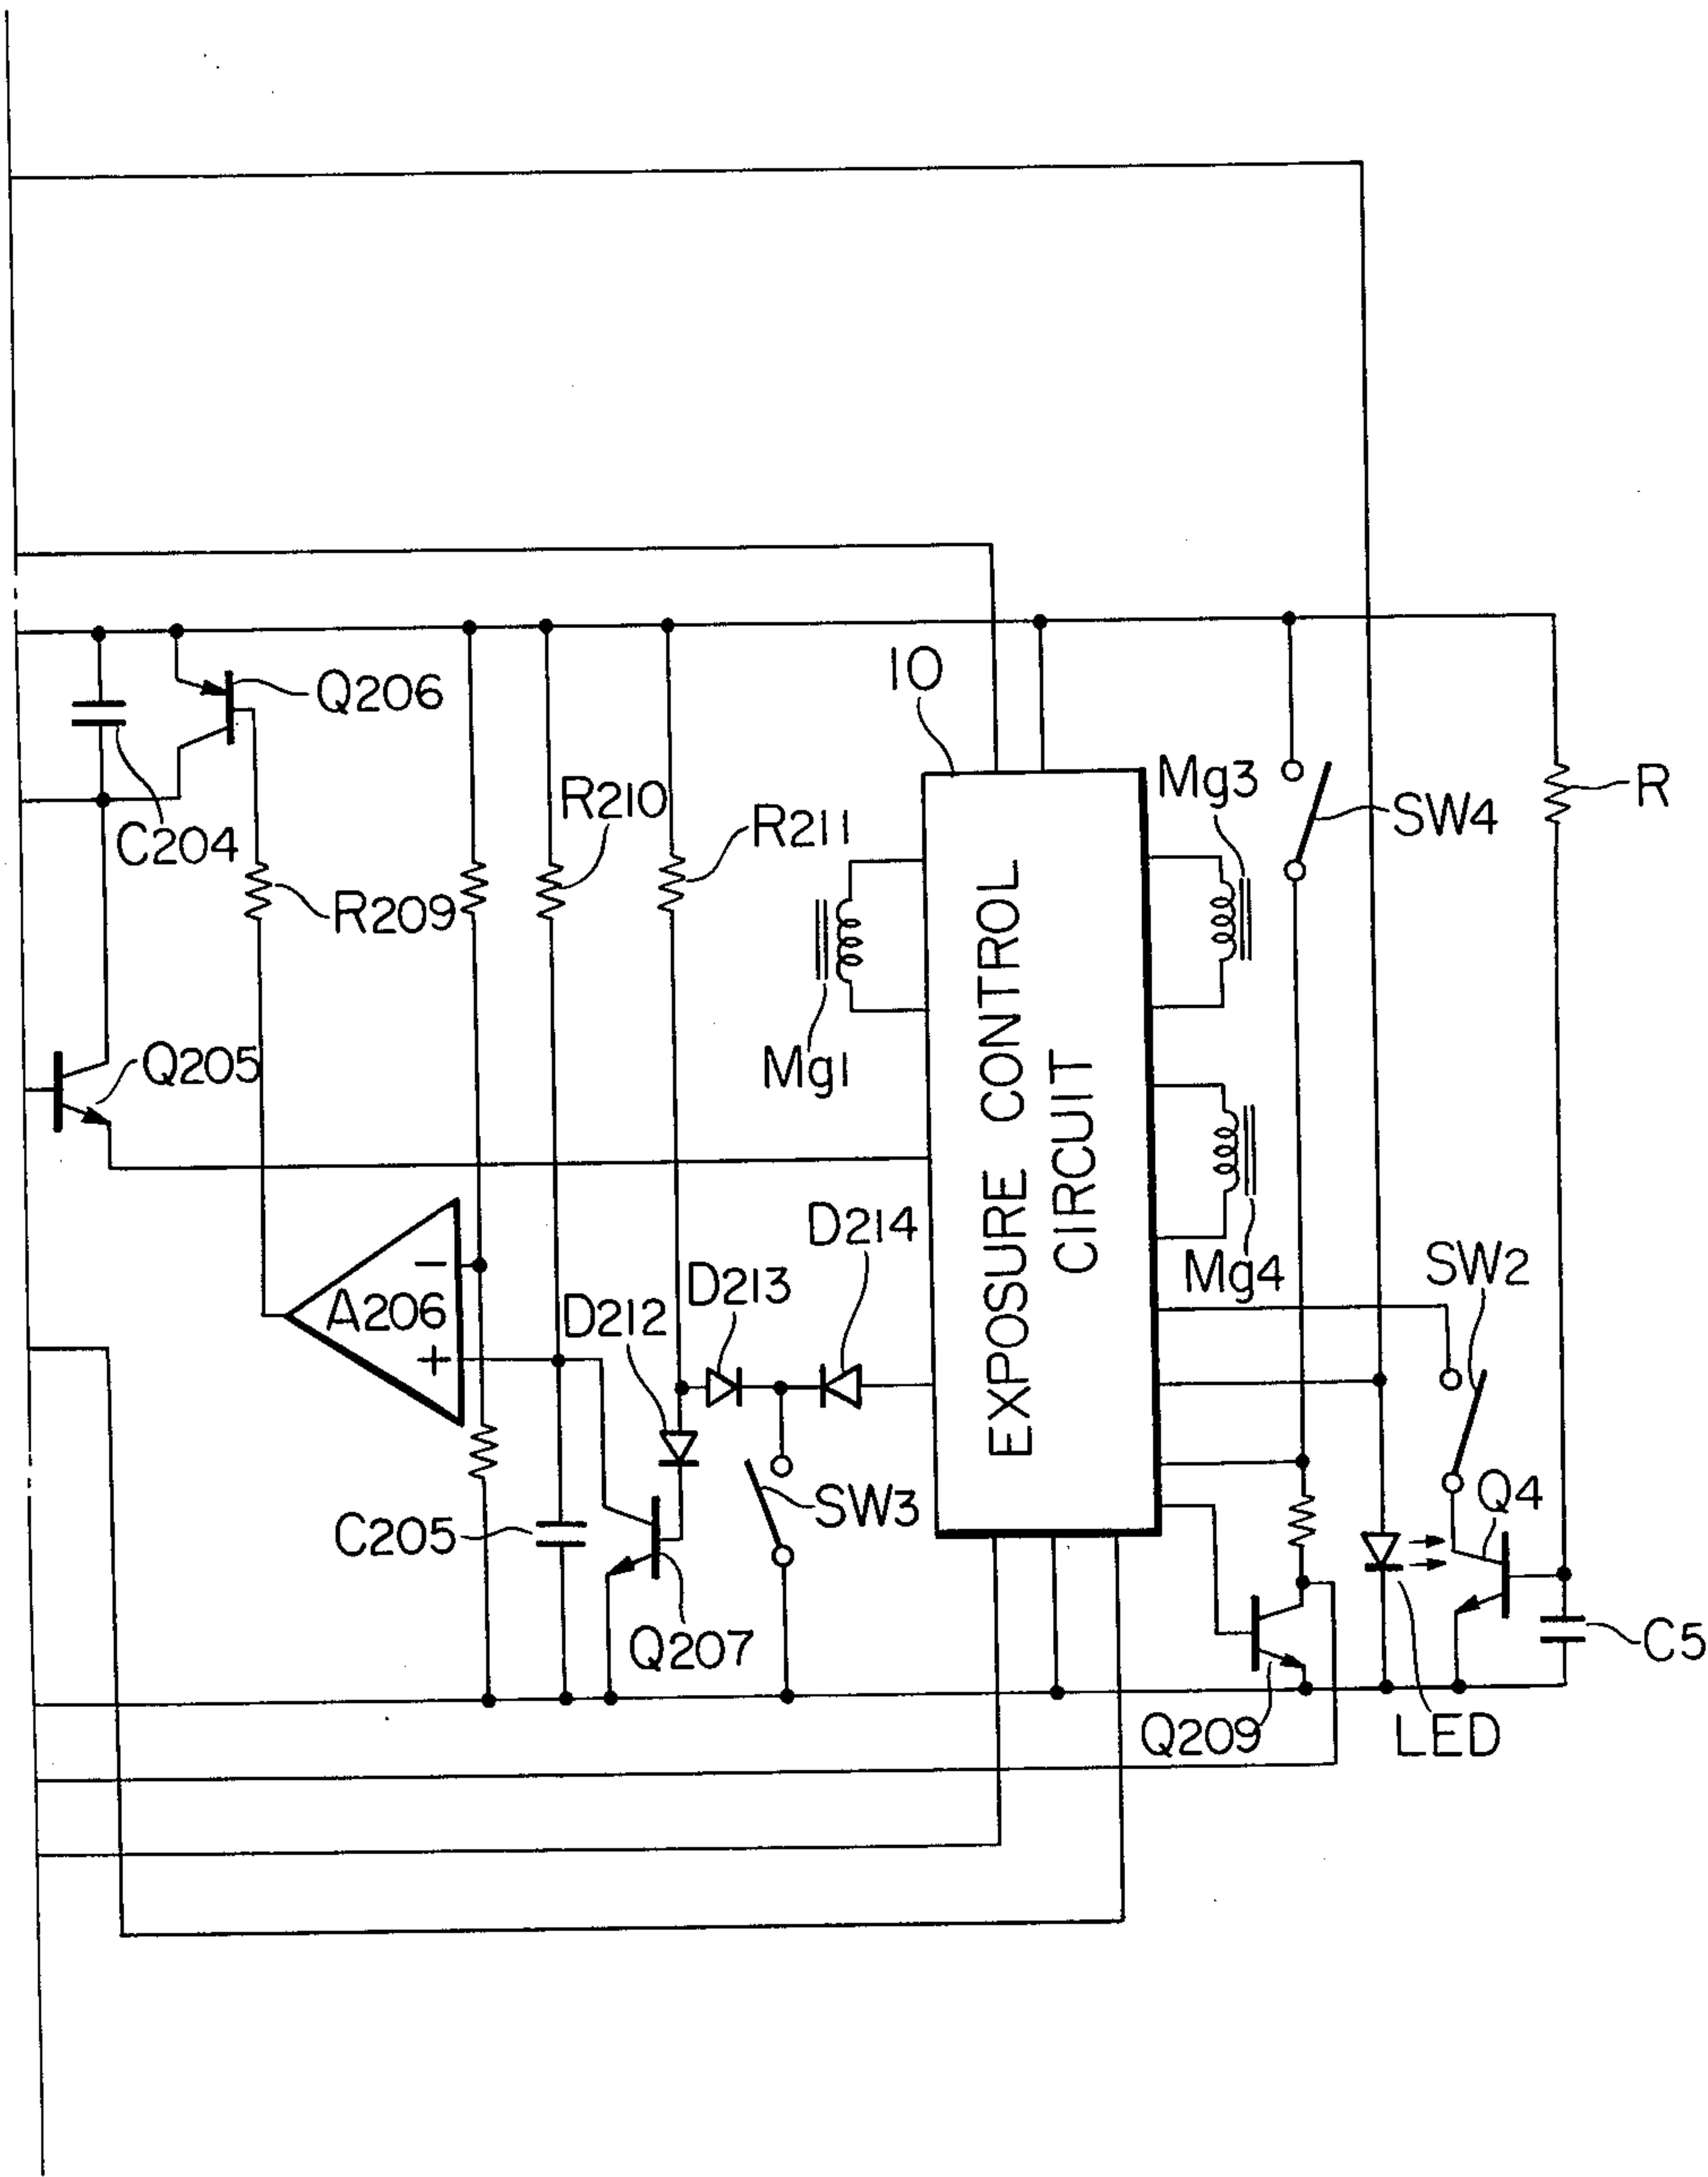 Q206
10
Mg3
R210
SW4
R
C204
R211
R209
Q205
Mg1
EXPOSURE CONTROL
CIRCUIT
D214
SW2
D213
Mg4
−
A206
D212
+
Q4
SW3
C205
Q207
C5
Q209
LED